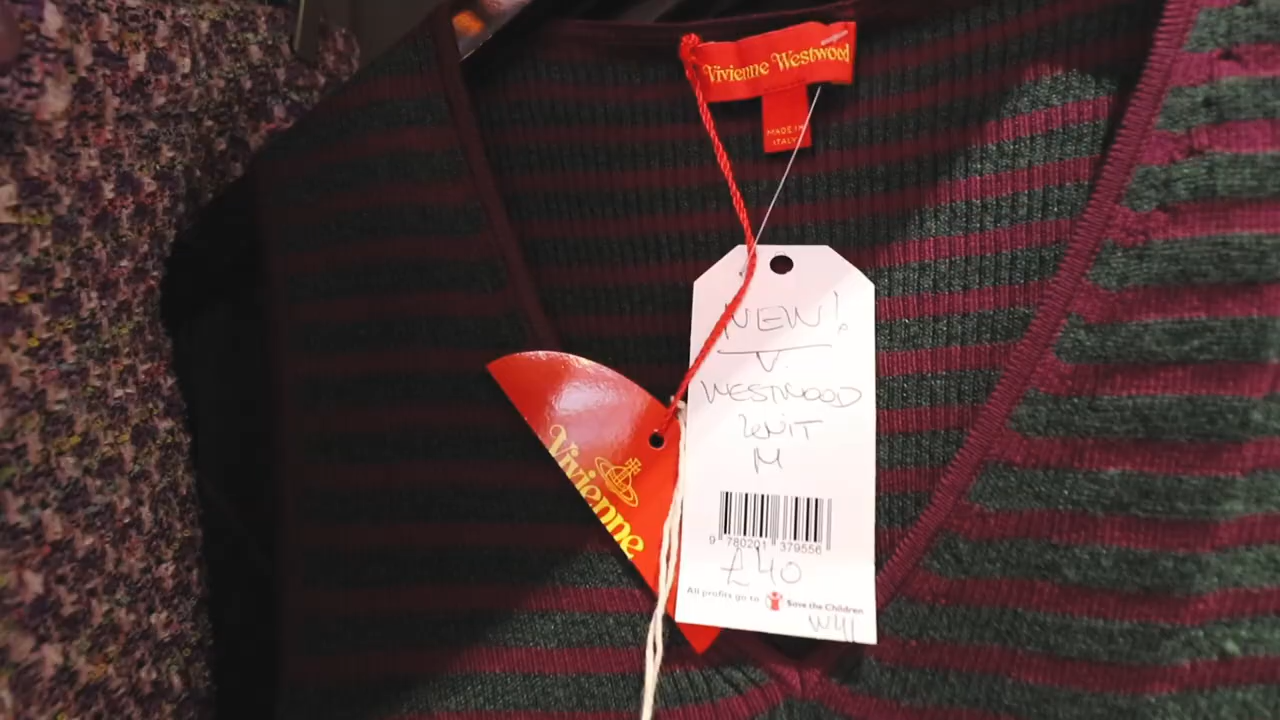 Vivienne Westwood
MADE IN
ITALY
NEW!
V.
WESTWOOD
KNIT
M
9 780201 379556
£40
All profits go to Save the Children
W41
Vivienne